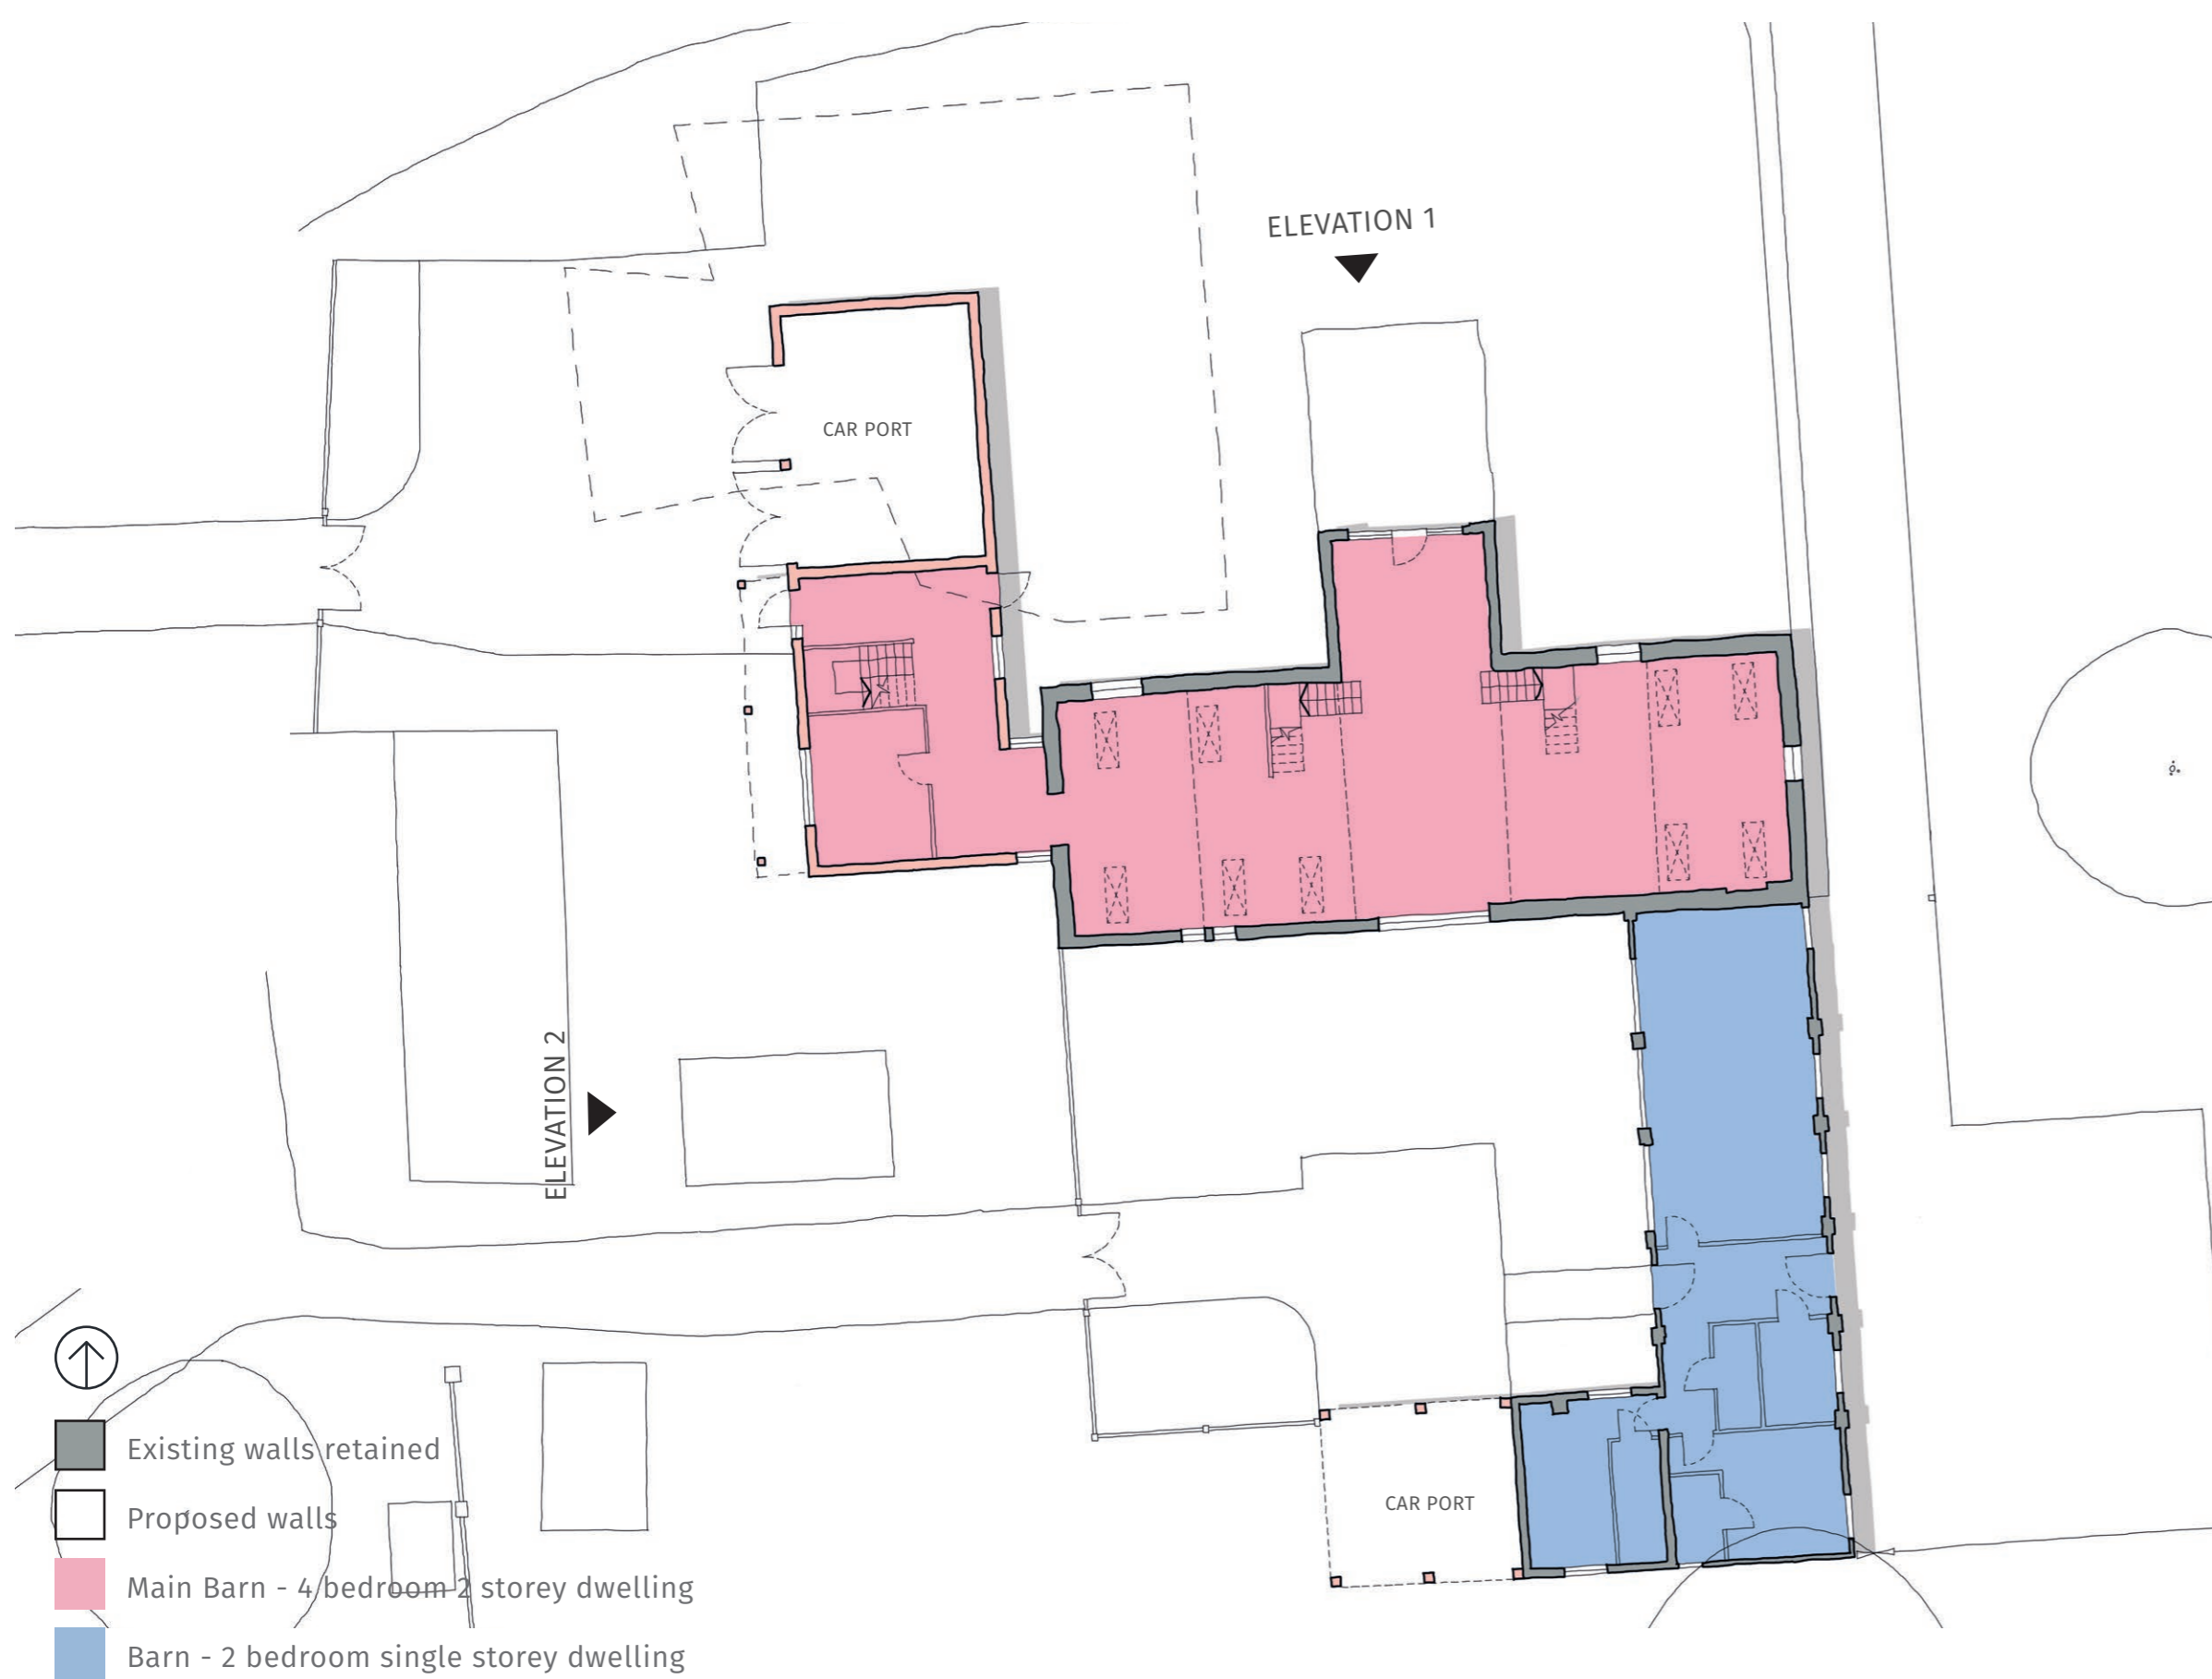 ELEVATION 1
CAR PORT
ELEVATION 2
CAR PORT
Existing walls retained
Proposed walls
Main Barn - 4 bedroom 2 storey dwelling
Barn - 2 bedroom single storey dwelling